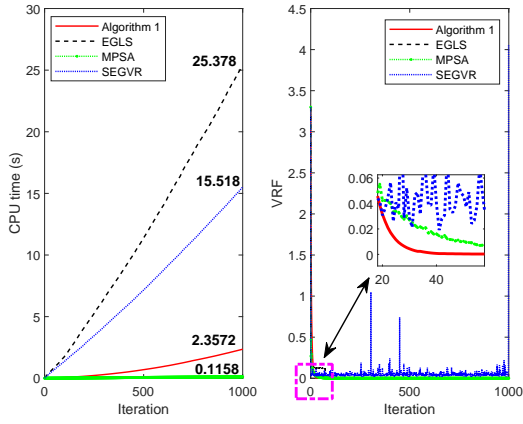 30
25
20
15
10
5
0
CPU time (s)
0
500
1000
Iteration
Algorithm 1
EGLS
MPSA
SEGVR
25.378
15.518
2.3572
0.1158
4.5
4
3.5
3
2.5
2
1.5
1
0.5
0
VRF
0
500
1000
Iteration
Algorithm 1
EGLS
MPSA
SEGVR
0.06
0.04
0.02
0
20
40